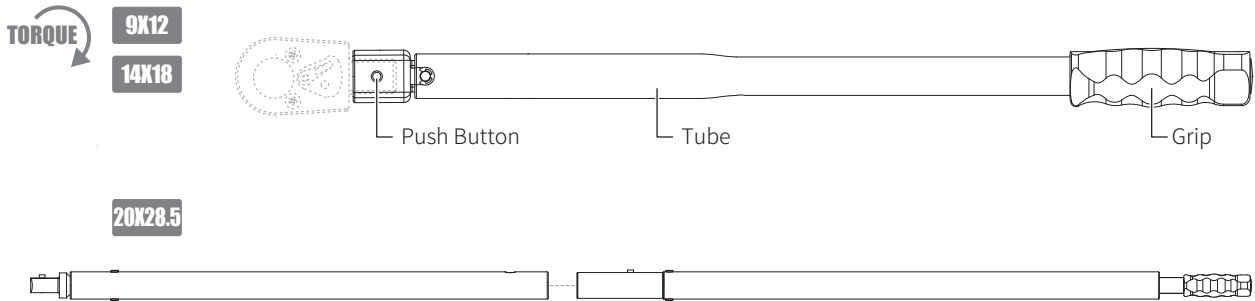 TORQUE
9X12
14X18
Push Button
Tube
Grip
20X28.5